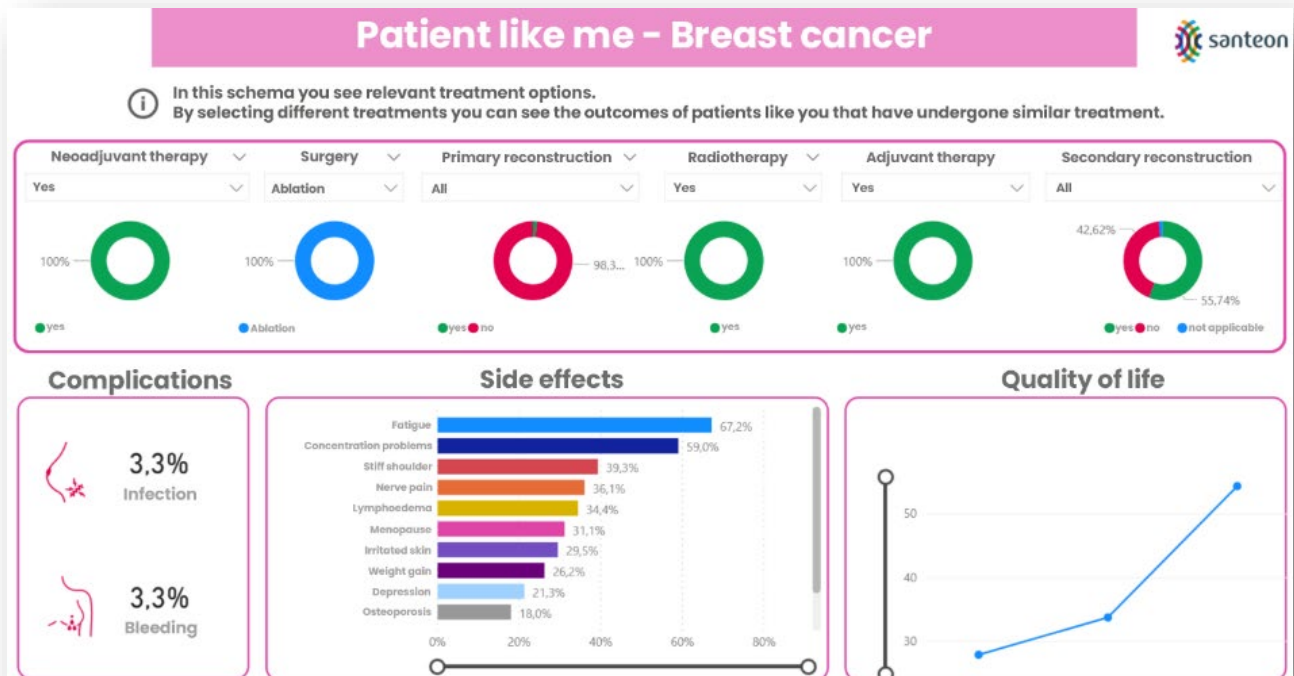 Patient like me - Breast cancer
santeon
i
In this schema you see relevant treatment options.
By selecting different treatments you can see the outcomes of patients like you that have undergone similar treatment.
Neoadjuvant therapy
Surgery
Primary reconstruction
Radiotherapy
Adjuvant therapy
Secondary reconstruction
Yes
Ablation
All
Yes
Yes
All
100%
100%
98,3...
100%
100%
42,62%
55,74%
yes
Ablation
yes no
yes
yes
yes no not applicable
Complications
3,3%
Infection
3,3%
Bleeding
Side effects
Fatigue 67,2%
Concentration problems 59,0%
Stiff shoulder 39,3%
Nerve pain 36,1%
Lymphoedema 34,4%
Menopause 31,1%
Irritated skin 29,5%
Weight gain 26,2%
Depression 21,3%
Osteoporosis 18,0%
0% 20% 40% 60% 80%
Quality of life
50
40
30